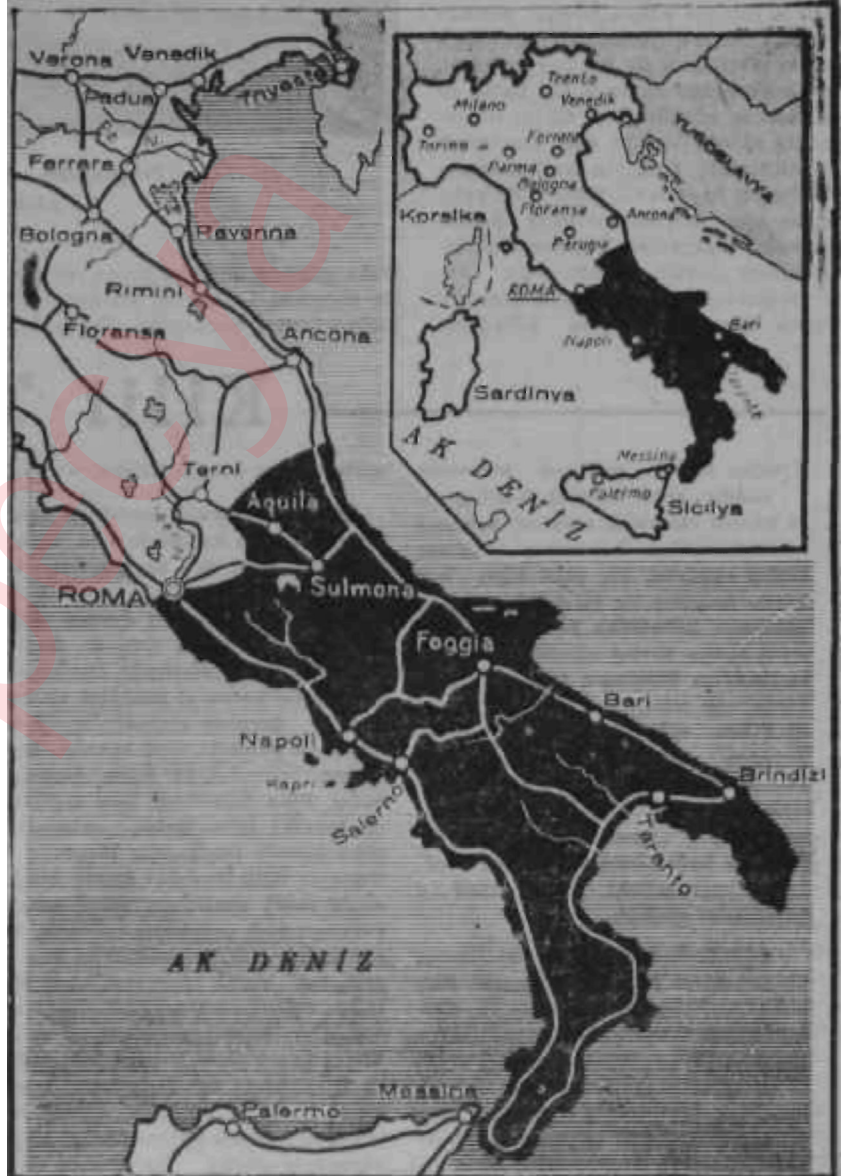 Verona
Venedik
Padua
Triyeste
Ferrara
Bologna
Ravenna
Rimini
Floransa
Ancona
Terni
Aquila
ROMA
Sulmona
Foggia
Napoli
Bari
Kapri
Salerno
Brindizi
Taranto
AK DENİZ
Messina
Palermo
Trento
Milano
Venedik
Torino
Parma
Bologna
YUGOSLAVYA
Floransa
Korsika
Ancona
Perugia
ROMA
Bari
Napoli
Sardinya
AK DENİZ
Messina
Palermo
Sicilya